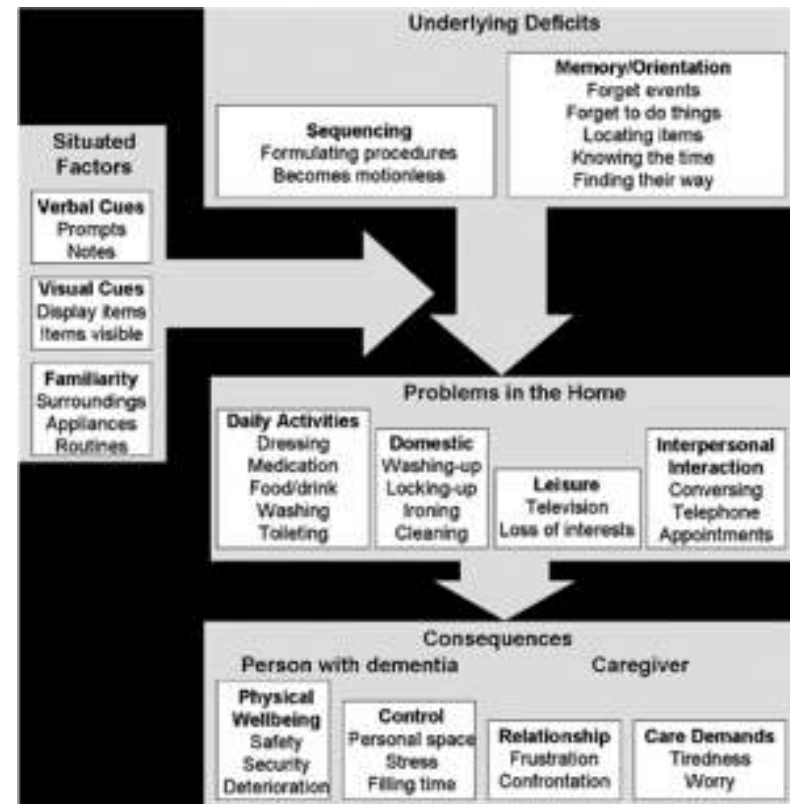 Underlying Deficits
Sequencing
Formulating procedures
Becomes motionless
Memory/Orientation
Forget events
Forget to do things
Locating items
Knowing the time
Finding their way
Situated
Factors
Verbal Cues
Prompts
Notes
Visual Cues
Display items
Items visible
Familiarity
Surroundings
Appliances
Routines
Problems in the Home
Daily Activities
Dressing
Medication
Food/drink
Washing
Toileting
Domestic
Washing-up
Locking-up
Ironing
Cleaning
Leisure
Television
Loss of interests
Interpersonal
Interaction
Conversing
Telephone
Appointments
Consequences
Person with dementia
Caregiver
Physical
Wellbeing
Safety
Security
Deterioration
Control
Personal space
Stress
Filling time
Relationship
Frustration
Confrontation
Care Demands
Tiredness
Worry